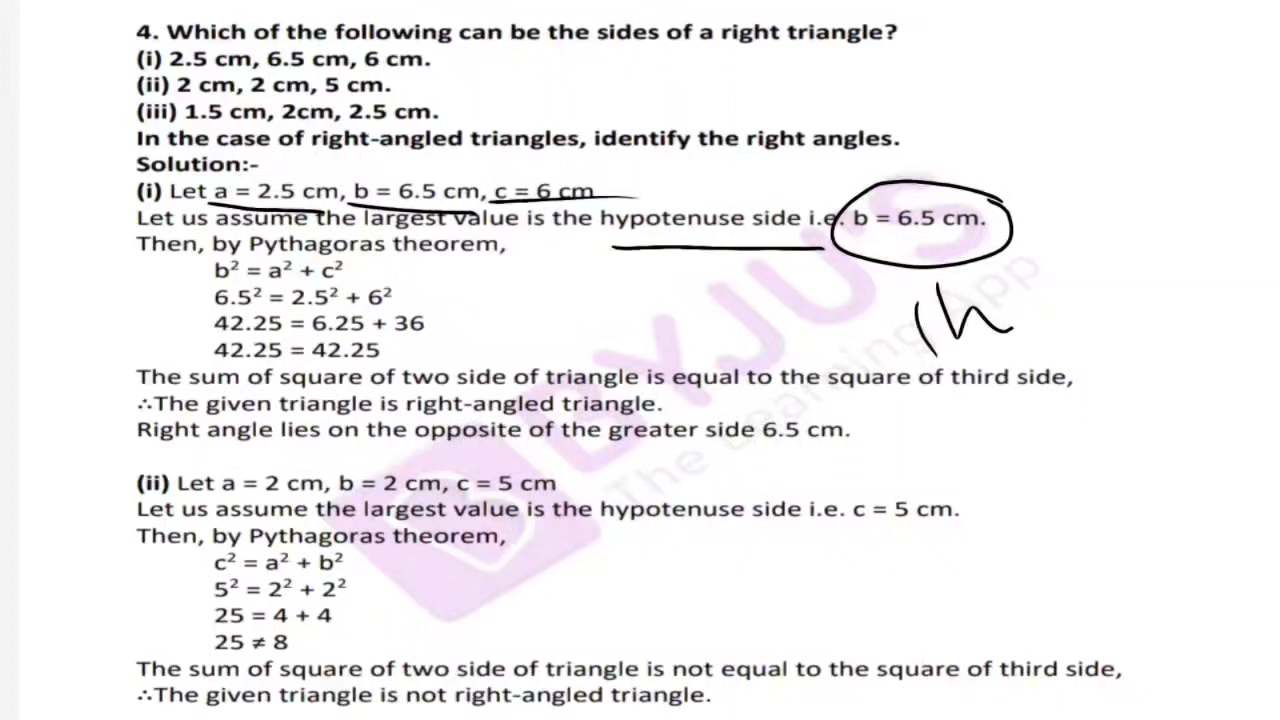 4. Which of the following can be the sides of a right triangle?
(i) 2.5 cm, 6.5 cm, 6 cm.
(ii) 2 cm, 2 cm, 5 cm.
(iii) 1.5 cm, 2cm, 2.5 cm.
In the case of right-angled triangles, identify the right angles.
Solution:-
(i) Let a = 2.5 cm, b = 6.5 cm, c = 6 cm
Let us assume the largest value is the hypotenuse side i.e. b = 6.5 cm.
Then, by Pythagoras theorem,
b² = a² + c²
6.5² = 2.5² + 6²
42.25 = 6.25 + 36
42.25 = 42.25
The sum of square of two side of triangle is equal to the square of third side,
∴The given triangle is right-angled triangle.
Right angle lies on the opposite of the greater side 6.5 cm.
(ii) Let a = 2 cm, b = 2 cm, c = 5 cm
Let us assume the largest value is the hypotenuse side i.e. c = 5 cm.
Then, by Pythagoras theorem,
c² = a² + b²
5² = 2² + 2²
25 = 4 + 4
25 ≠ 8
The sum of square of two side of triangle is not equal to the square of third side,
∴The given triangle is not right-angled triangle.
BYJU'S
The Learning App